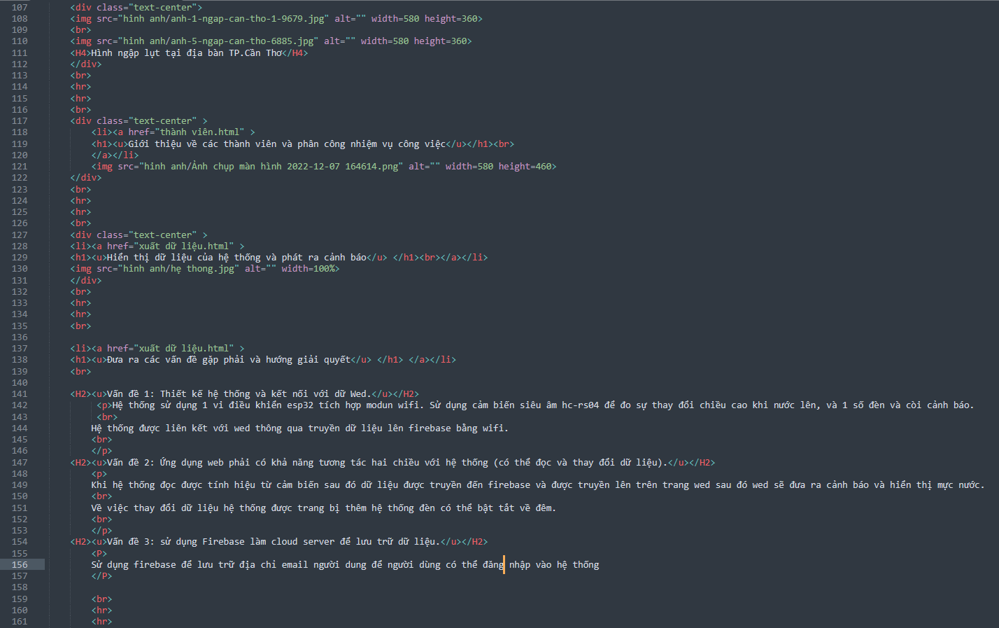 107 <div class="text-center">
108 <img src="hình anh/anh-1-ngap-can-tho-1-9679.jpg" alt="" width=580 height=360>
109 <br>
110 <img src="hình anh/anh-5-ngap-can-tho-6885.jpg" alt="" width=580 height=360>
111 <H4>Hình ngập lụt tại địa bàn TP.Cần Thơ</H4>
112 </div>
113 <br>
114 <hr>
115 <hr>
116 <br>
117 <div class="text-center" >
118 <li><a href="thành viên.html" >
119 <h1><u>Giới thiệu về các thành viên và phân công nhiệm vụ công việc</u></h1><br>
120 </a></li>
121 <img src="hình anh/Ảnh chụp màn hình 2022-12-07 164614.png" alt="" width=580 height=460>
122 </div>
123 <br>
124 <hr>
125 <hr>
126 <br>
127 <div class="text-center" >
128 <li><a href="xuất dữ liệu.html" >
129 <h1><u>Hiển thị dữ liệu của hệ thống và phát ra cảnh báo</u> </h1><br></a></li>
130 <img src="hình anh/hẹ thong.jpg" alt="" width=100%>
131 </div>
132 <br>
133 <hr>
134 <hr>
135 <br>
136
137 <li><a href="xuất dữ liệu.html" >
138 <h1><u>Đưa ra các vấn đề gặp phải và hướng giải quyết</u> </h1> </a></li>
139 <br>
140
141 <H2><u>Vấn đề 1: Thiết kế hệ thống và kết nối với dữ Wed.</u></H2>
142 <p>Hệ thống sử dụng 1 vi điều khiển esp32 tích hợp modun wifi. Sử dụng cảm biến siêu âm hc-rs04 để đo sự thay đổi chiều cao khi nước lên, và 1 số đèn và còi cảnh báo.
143 <br>
144 Hệ thống được liên kết với wed thông qua truyền dữ liệu lên firebase bằng wifi.
145 <br>
146 </p>
147 <H2><u>Vấn đề 2: Ứng dụng web phải có khả năng tương tác hai chiều với hệ thống (có thể đọc và thay đổi dữ liệu).</u></H2>
148 <p>
149 Khi hệ thống đọc được tính hiệu từ cảm biến sau đó dữ liệu được truyền đến firebase và được truyền lên trên trang wed sau đó wed sẽ đưa ra cảnh báo và hiển thị mực nước.
150 <br>
151 Về việc thay đổi dữ liệu hệ thống được trang bị thêm hệ thống đèn có thể bật tắt về đêm.
152 <br>
153 </p>
154 <H2><u>Vấn đề 3: sử dụng Firebase làm cloud server để lưu trữ dữ liệu.</u></H2>
155 <P>
156 Sử dụng firebase để lưu trữ địa chỉ email người dung để người dùng có thể đăng nhập vào hệ thống
157 </P>
158
159 <br>
160 <hr>
161 <hr>